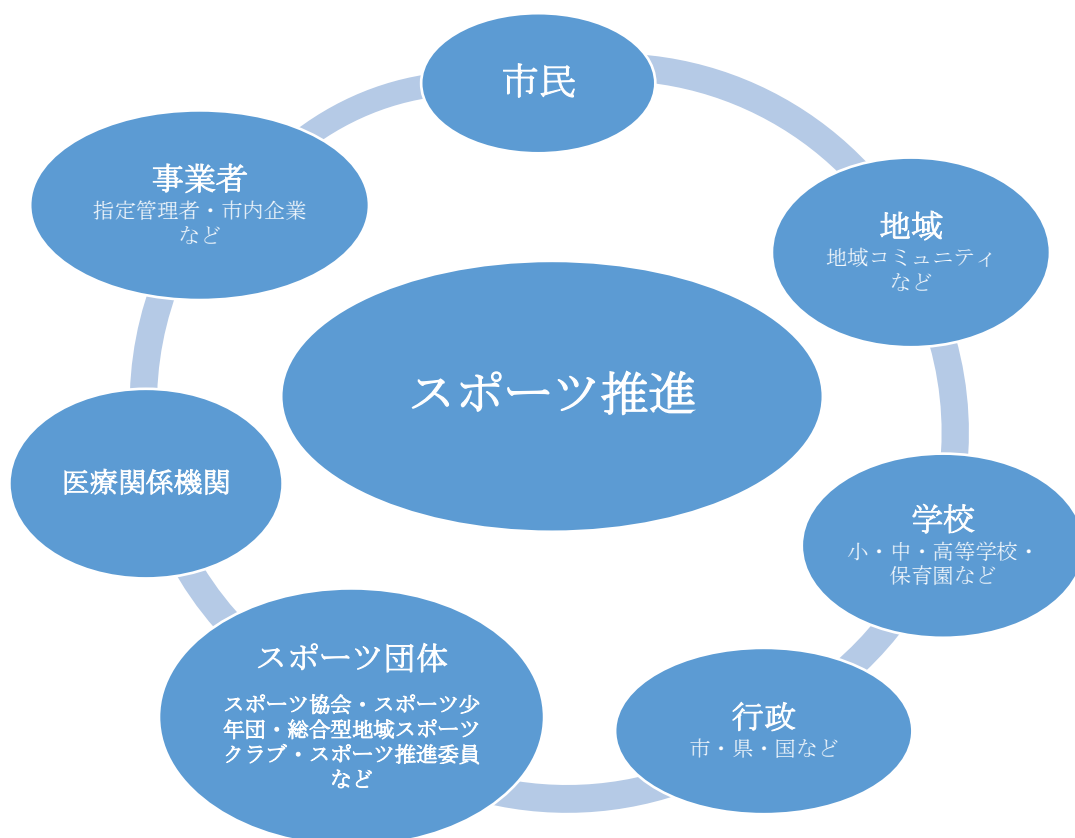 市民
事業者
指定管理者・市内企業
など
地域
地域コミュニティ
など
スポーツ推進
医療関係機関
学校
小・中・高等学校・
保育園など
スポーツ団体
スポーツ協会・スポーツ少
年団・総合型地域スポーツ
クラブ・スポーツ推進委員
など
行政
市・県・国など